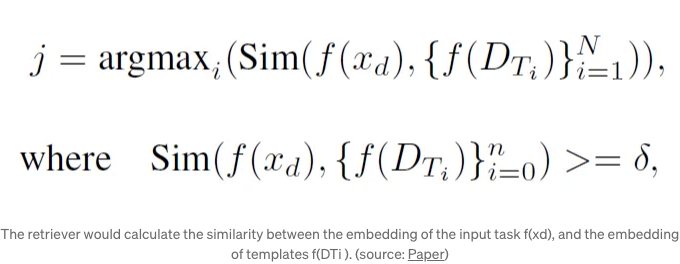 j = argmaxᵢ(Sim(f(x_d), {f(D_{T_i})}_{i=1}^{N})),
where Sim(f(x_d), {f(D_{T_i})}_{i=0}^{n}) >= δ,
The retriever would calculate the similarity between the embedding of the input task f(xd), and the embedding
of templates f(DTi ). (source: Paper)